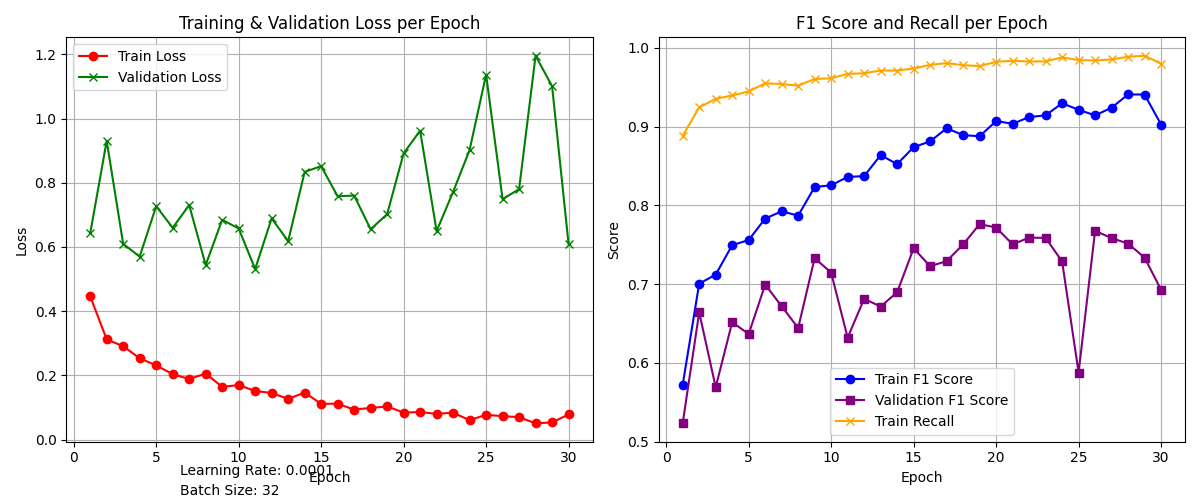 Training & Validation Loss per Epoch
Train Loss
Validation Loss
Loss
1.2
1.0
0.8
0.6
0.4
0.2
0.0
0 5 10 15 20 25 30
Epoch
Learning Rate: 0.0001
Batch Size: 32
F1 Score and Recall per Epoch
Score
1.0
0.9
0.8
0.7
0.6
0.5
Train F1 Score
Validation F1 Score
Train Recall
0 5 10 15 20 25 30
Epoch